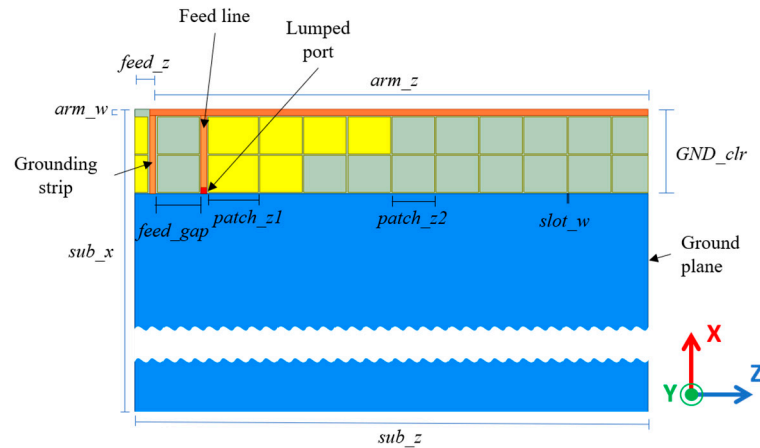 Feed line
Lumped
port
feed_z
arm_z
arm_w
Grounding
strip
GND_clr
feed_gap
patch_z1
patch_z2
slot_w
sub_x
Ground
plane
X
Y
Z
sub_z